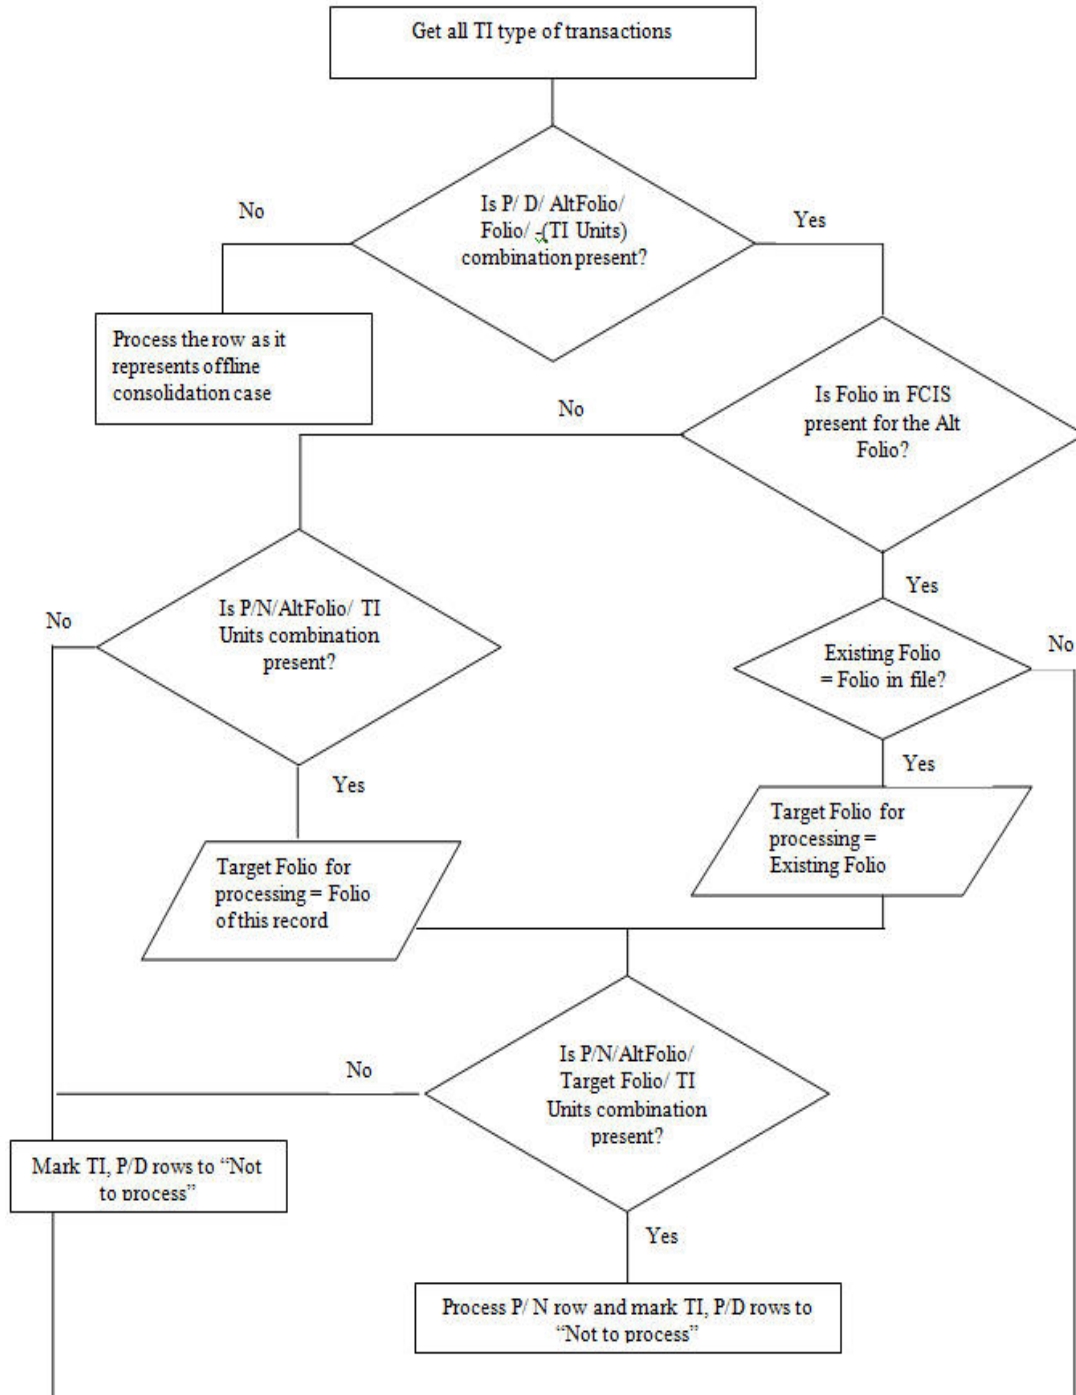 Get all TI type of transactions
No
Is P/ D/ AltFolio/
Folio/ -(TI Units)
combination present?
Yes
Process the row as it
represents offline
consolidation case
No
Is Folio in FCIS
present for the Alt
Folio?
Yes
No
Is P/N/AltFolio/ TI
Units combination
present?
Existing Folio
= Folio in file?
No
Yes
Yes
Target Folio for
processing =
Existing Folio
Target Folio for
processing = Folio
of this record
No
Is P/N/AltFolio/
Target Folio/ TI
Units combination
present?
Mark TI, P/D rows to “Not
to process”
Yes
Process P/ N row and mark TI, P/D rows to
“Not to process”